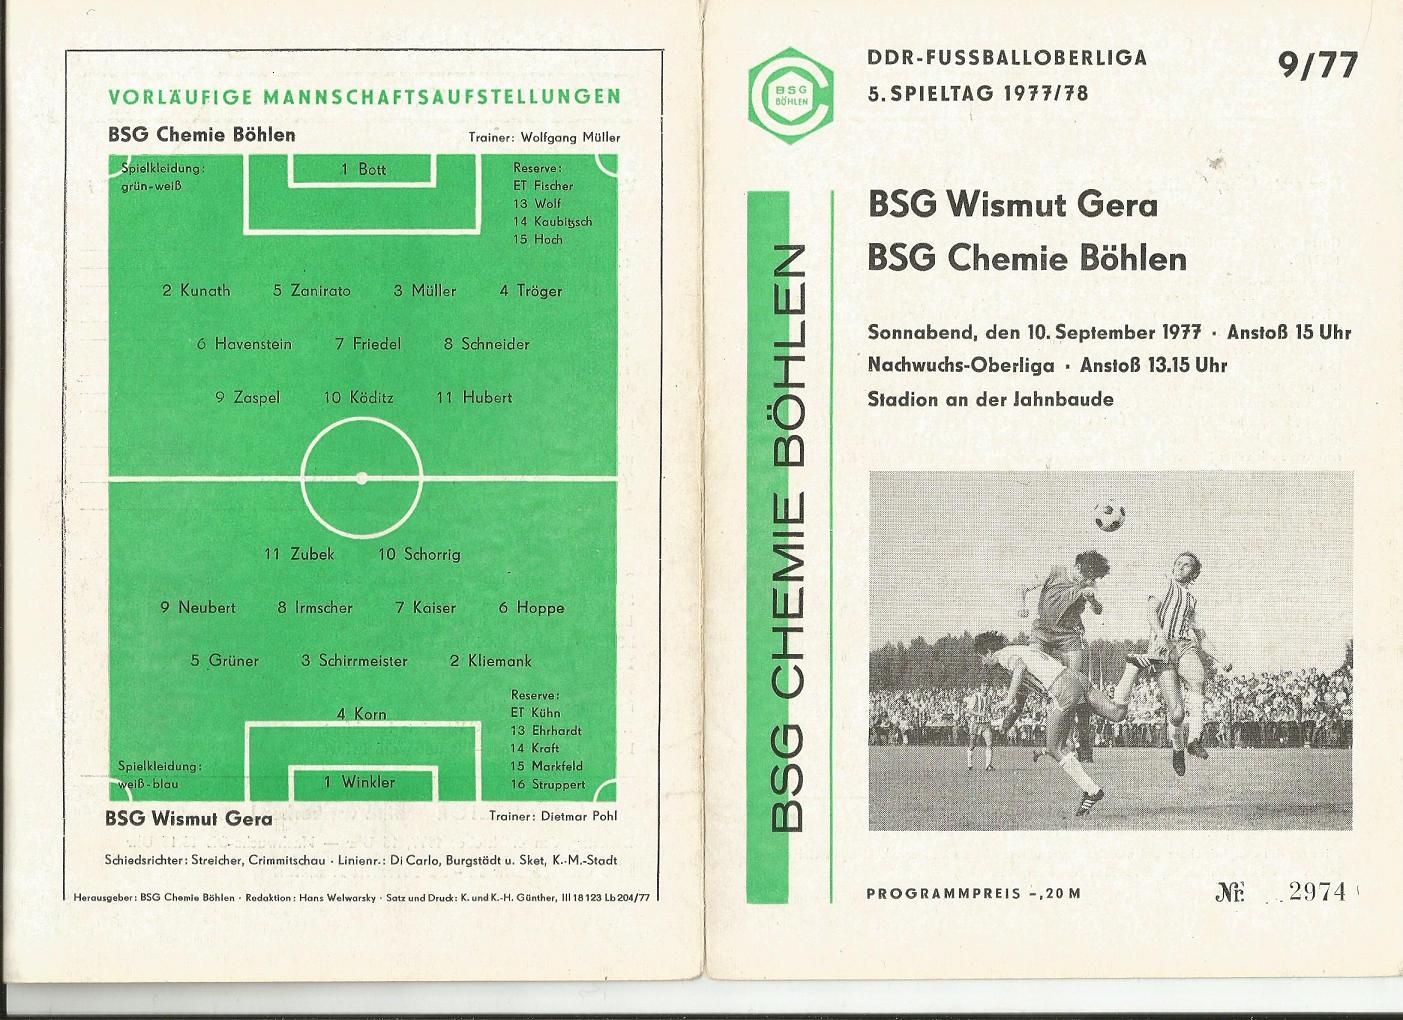 VORLÄUFIGE MANNSCHAFTSAUFSTELLUNGEN
BSG Chemie Böhlen Trainer: Wolfgang Müller
Spielkleidung:
grün-weiß
1 Bott
Reserve:
ET Fischer
13 Wolf
14 Kaubitzsch
15 Hoch
2 Kunath 5 Zanirato 3 Müller 4 Tröger
6 Havenstein 7 Friedel 8 Schneider
9 Zaspel 10 Köditz 11 Hubert
11 Zubek 10 Schorrig
9 Neubert 8 Irmscher 7 Kaiser 6 Hoppe
5 Grüner 3 Schirrmeister 2 Kliemank
4 Korn
Reserve:
ET Kühn
13 Ehrhardt
14 Kraft
15 Markfeld
16 Struppert
Spielkleidung:
weiß-blau
1 Winkler
BSG Wismut Gera Trainer: Dietmar Pohl
Schiedsrichter: Streicher, Crimmitschau · Linienr.: Di Carlo, Burgstädt u. Sket, K.-M.-Stadt
Herausgeber: BSG Chemie Böhlen · Redaktion: Hans Welwarsky · Satz und Druck: K. und K.-H. Günther, III 18 123 Lb 204/77
BSG
BÖHLEN
DDR-FUSSBALLOBERLIGA
5. SPIELTAG 1977/78
9/77
BSG Wismut Gera
BSG Chemie Böhlen
Sonnabend, den 10. September 1977 · Anstoß 15 Uhr
Nachwuchs-Oberliga · Anstoß 13.15 Uhr
Stadion an der Jahnbaude
BSG CHEMIE BÖHLEN
PROGRAMMPREIS -,20 M
Nr. 2974